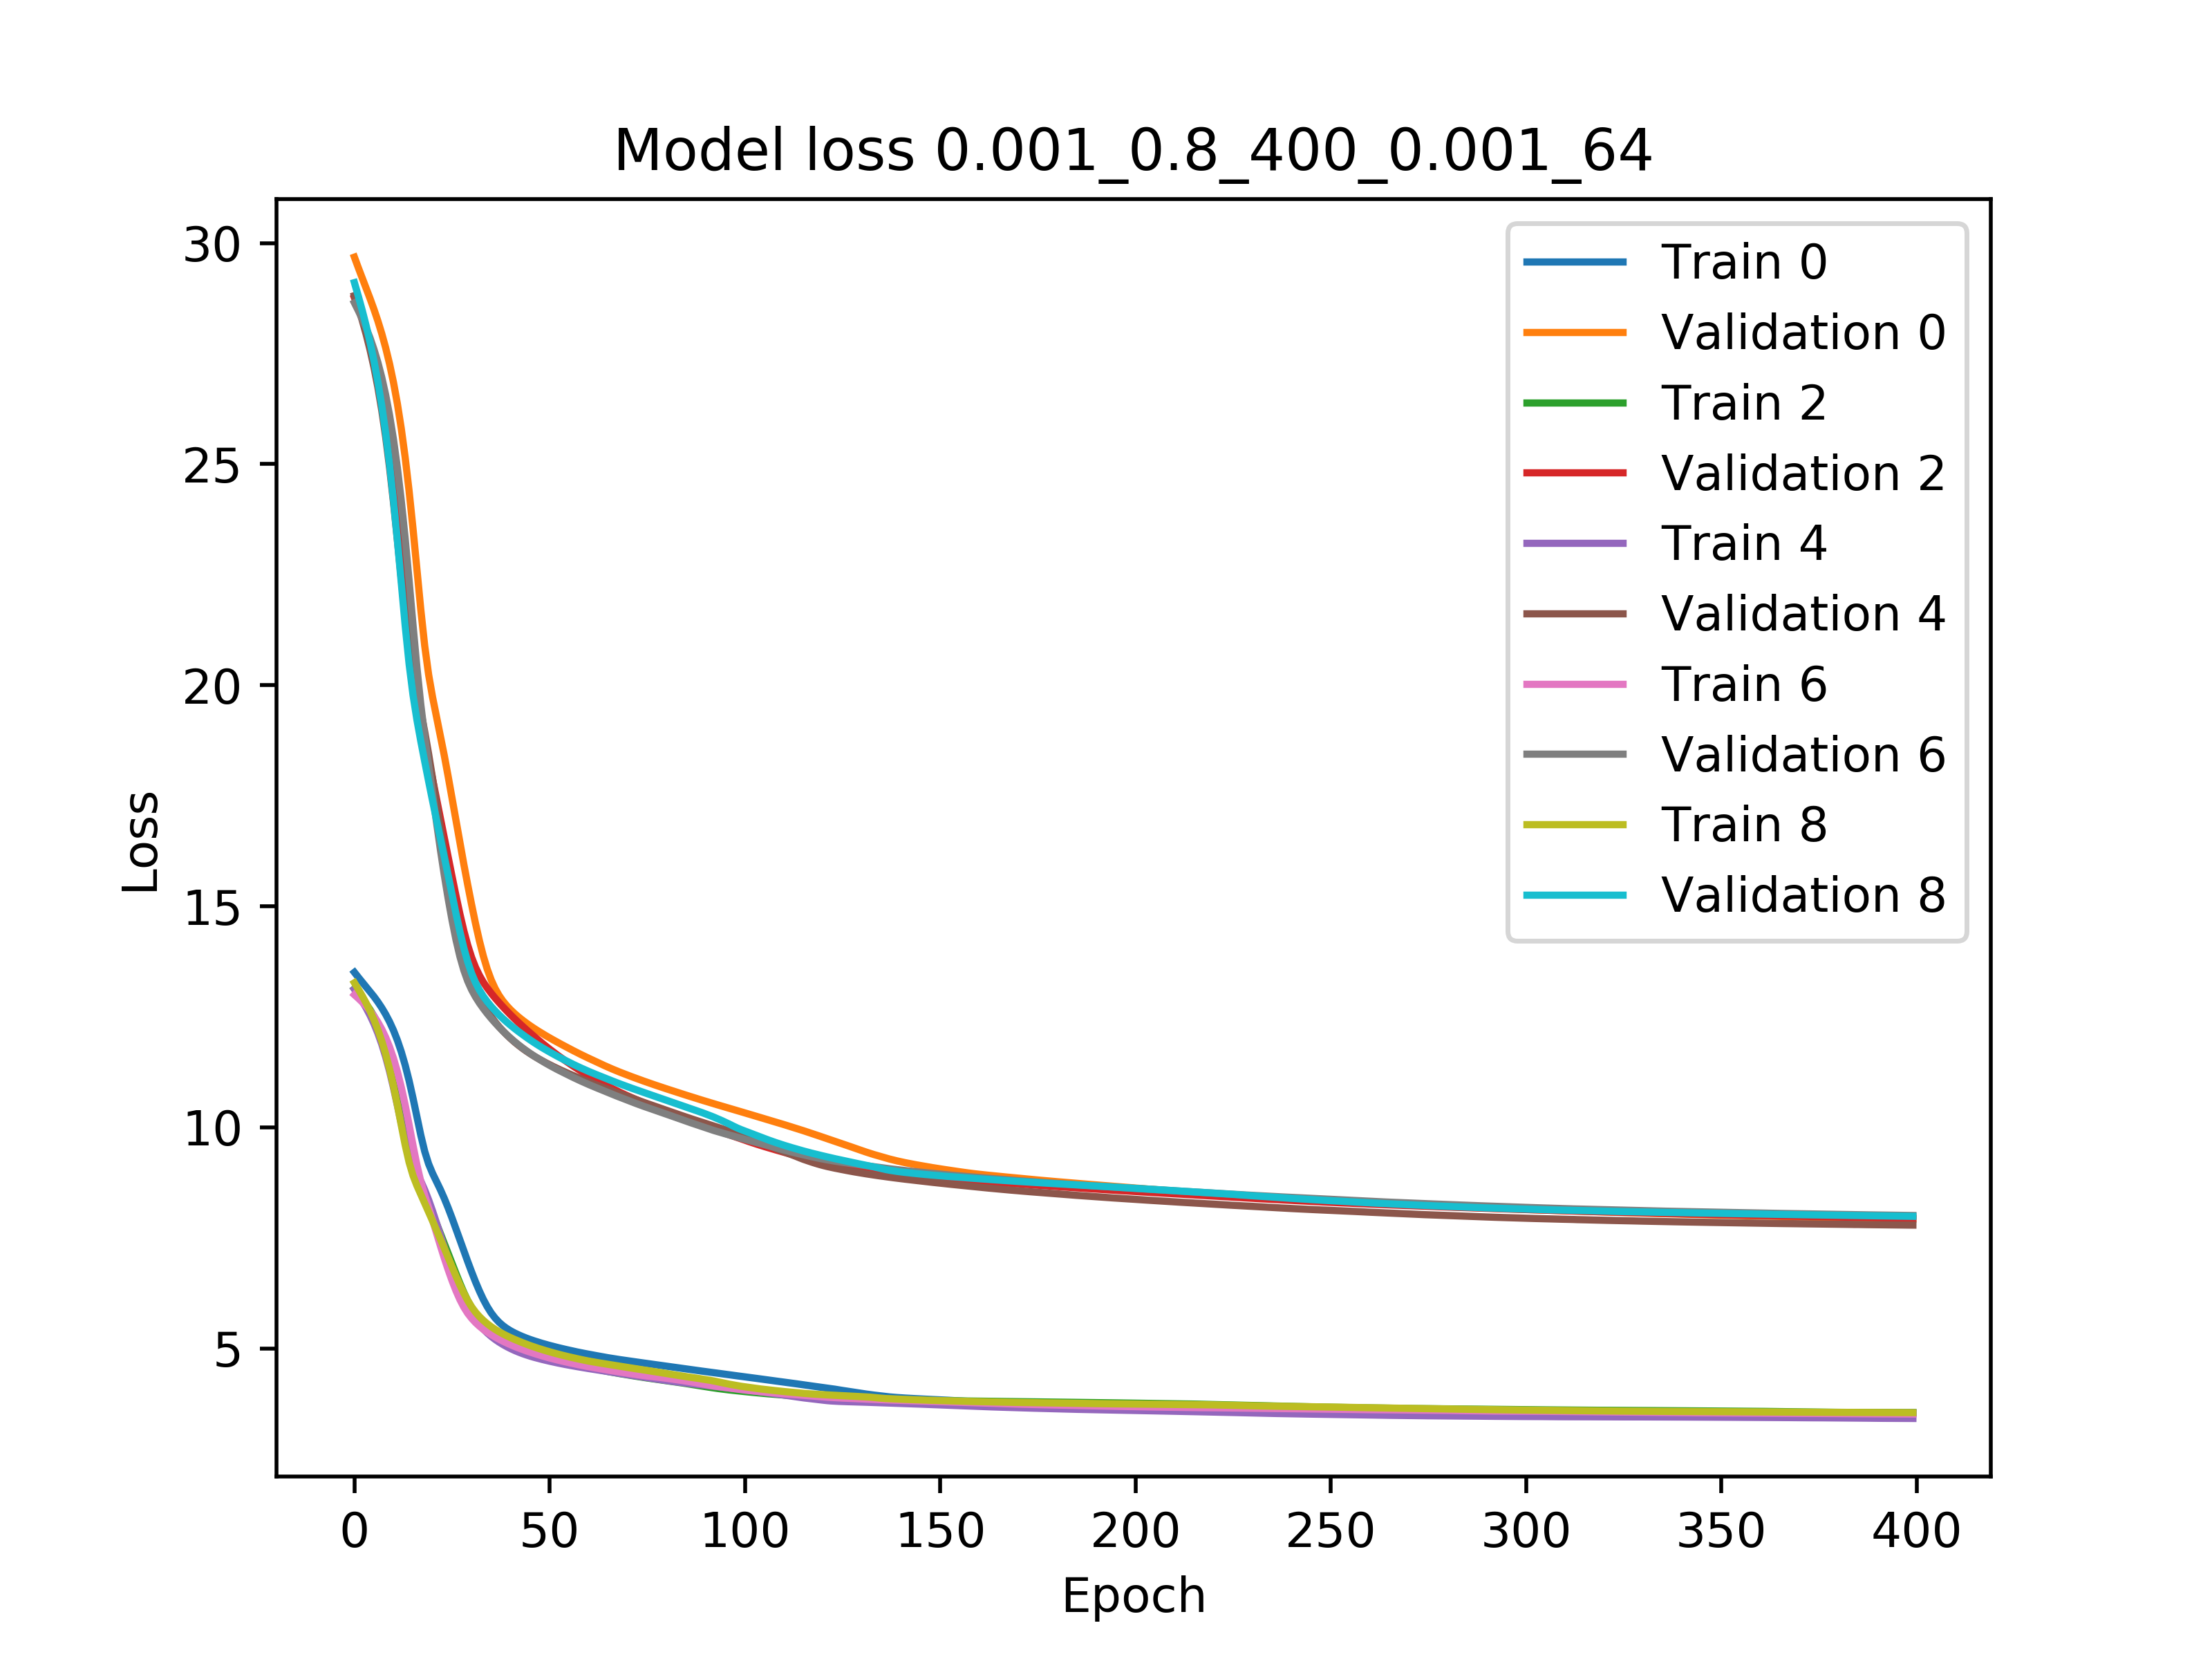 Model loss 0.001_0.8_400_0.001_64
30
25
20
15
10
5
Loss
Train 0
Validation 0
Train 2
Validation 2
Train 4
Validation 4
Train 6
Validation 6
Train 8
Validation 8
0 50 100 150 200 250 300 350 400
Epoch